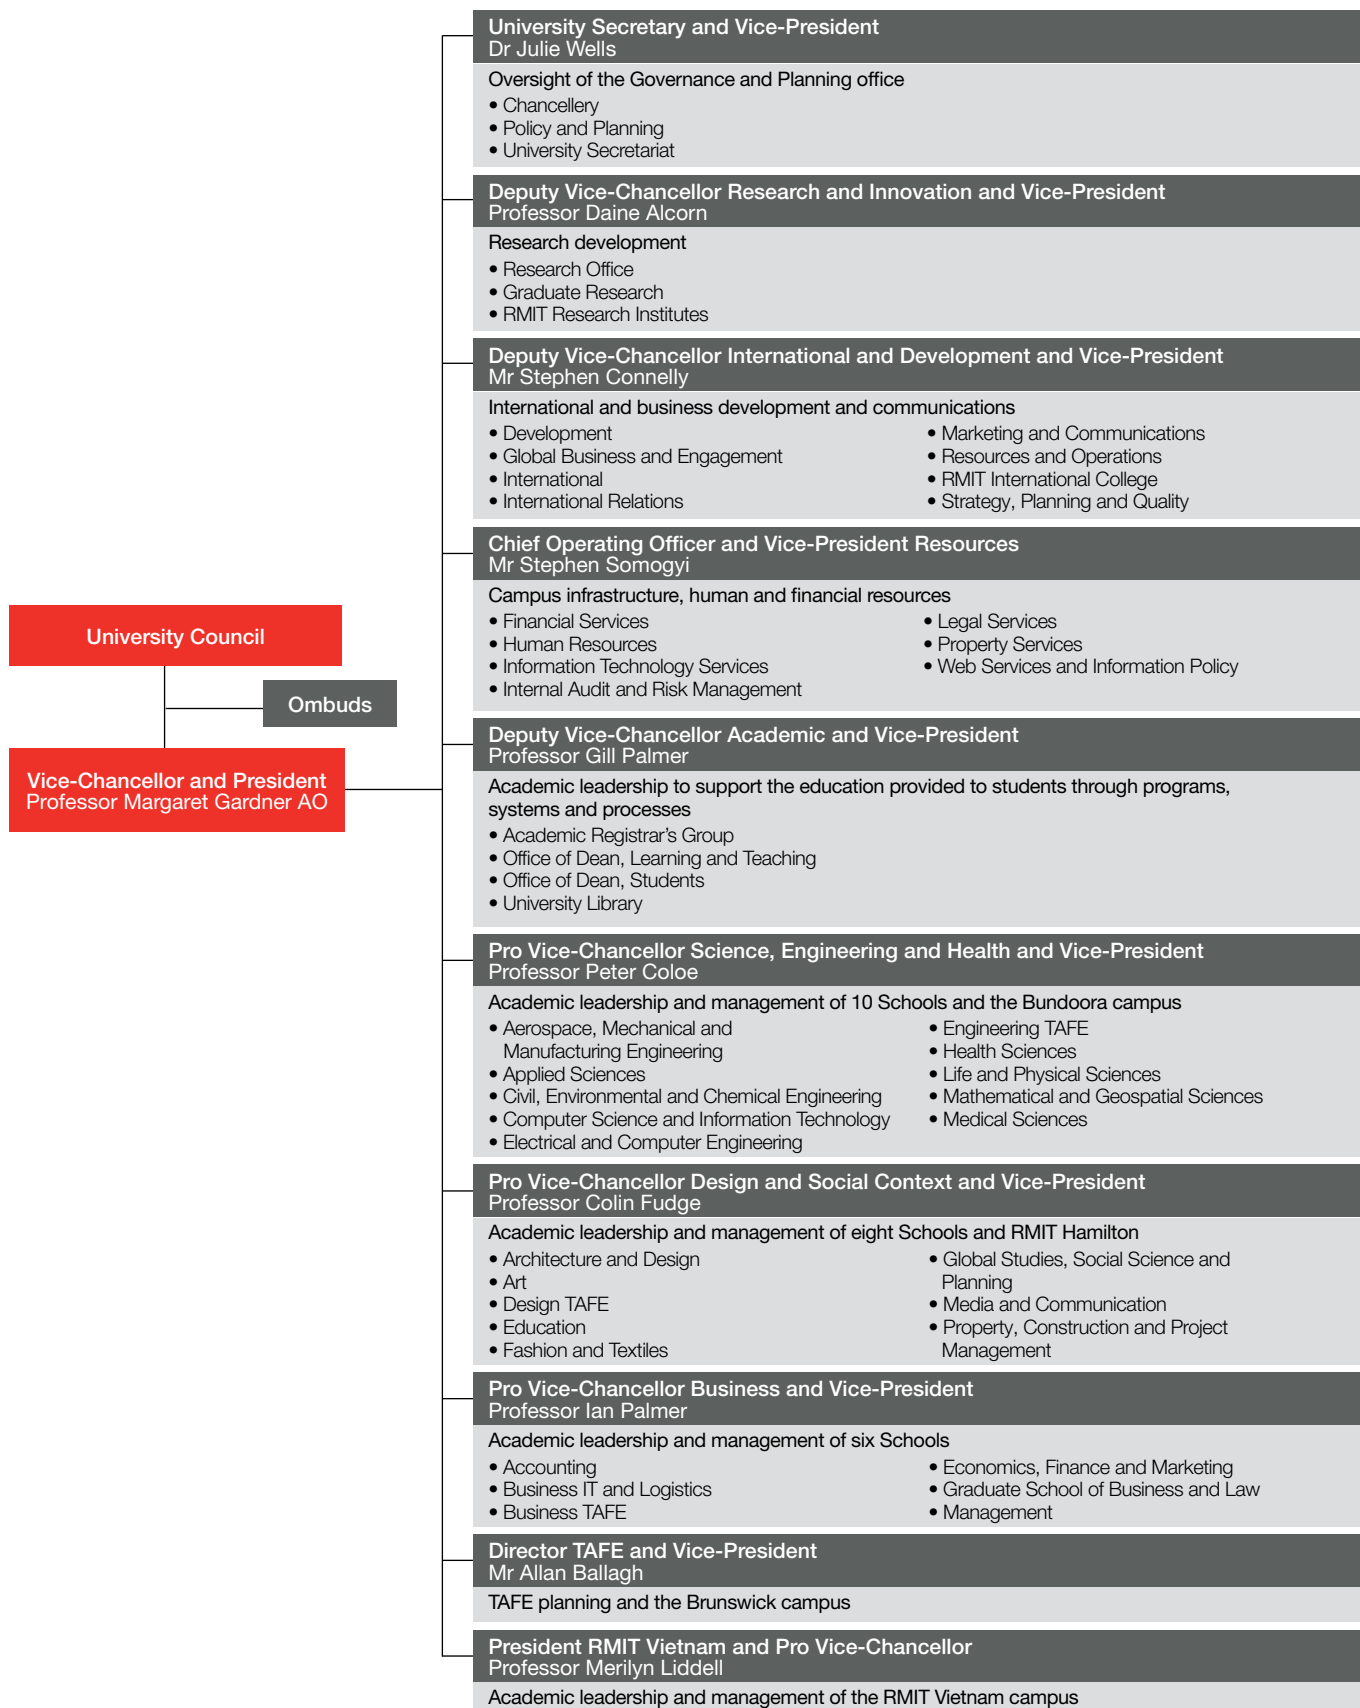 University Council
Ombuds
Vice-Chancellor and President
Professor Margaret Gardner AO
University Secretary and Vice-President
Dr Julie Wells
Oversight of the Governance and Planning office
• Chancellery
• Policy and Planning
• University Secretariat
Deputy Vice-Chancellor Research and Innovation and Vice-President
Professor Daine Alcorn
Research development
• Research Office
• Graduate Research
• RMIT Research Institutes
Deputy Vice-Chancellor International and Development and Vice-President
Mr Stephen Connelly
International and business development and communications
• Development
• Global Business and Engagement
• International
• International Relations
• Marketing and Communications
• Resources and Operations
• RMIT International College
• Strategy, Planning and Quality
Chief Operating Officer and Vice-President Resources
Mr Stephen Somogyi
Campus infrastructure, human and financial resources
• Financial Services
• Human Resources
• Information Technology Services
• Internal Audit and Risk Management
• Legal Services
• Property Services
• Web Services and Information Policy
Deputy Vice-Chancellor Academic and Vice-President
Professor Gill Palmer
Academic leadership to support the education provided to students through programs,
systems and processes
• Academic Registrar's Group
• Office of Dean, Learning and Teaching
• Office of Dean, Students
• University Library
Pro Vice-Chancellor Science, Engineering and Health and Vice-President
Professor Peter Coloe
Academic leadership and management of 10 Schools and the Bundoora campus
• Aerospace, Mechanical and
Manufacturing Engineering
• Applied Sciences
• Civil, Environmental and Chemical Engineering
• Computer Science and Information Technology
• Electrical and Computer Engineering
• Engineering TAFE
• Health Sciences
• Life and Physical Sciences
• Mathematical and Geospatial Sciences
• Medical Sciences
Pro Vice-Chancellor Design and Social Context and Vice-President
Professor Colin Fudge
Academic leadership and management of eight Schools and RMIT Hamilton
• Architecture and Design
• Art
• Design TAFE
• Education
• Fashion and Textiles
• Global Studies, Social Science and
Planning
• Media and Communication
• Property, Construction and Project
Management
Pro Vice-Chancellor Business and Vice-President
Professor Ian Palmer
Academic leadership and management of six Schools
• Accounting
• Business IT and Logistics
• Business TAFE
• Economics, Finance and Marketing
• Graduate School of Business and Law
• Management
Director TAFE and Vice-President
Mr Allan Ballagh
TAFE planning and the Brunswick campus
President RMIT Vietnam and Pro Vice-Chancellor
Professor Merilyn Liddell
Academic leadership and management of the RMIT Vietnam campus